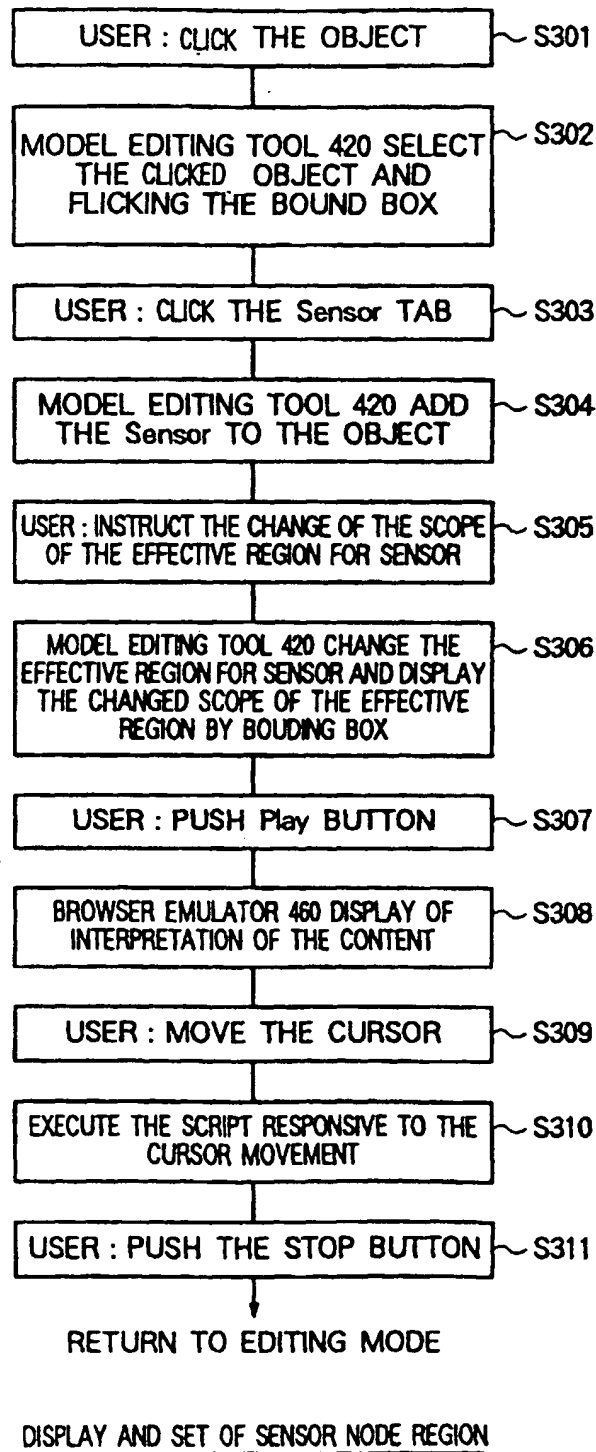 USER : CLICK THE OBJECT
S301
MODEL EDITING TOOL 420 SELECT
THE CLICKED OBJECT AND
FLICKING THE BOUND BOX
S302
USER : CLICK THE Sensor TAB
S303
MODEL EDITING TOOL 420 ADD
THE Sensor TO THE OBJECT
S304
USER : INSTRUCT THE CHANGE OF THE SCOPE
OF THE EFFECTIVE REGION FOR SENSOR
S305
MODEL EDITING TOOL 420 CHANGE THE
EFFECTIVE REGION FOR SENSOR AND DISPLAY
THE CHANGED SCOPE OF THE EFFECTIVE
REGION BY BOUDING BOX
S306
USER : PUSH Play BUTTON
S307
BROWSER EMULATOR 460 DISPLAY OF
INTERPRETATION OF THE CONTENT
S308
USER : MOVE THE CURSOR
S309
EXECUTE THE SCRIPT RESPONSIVE TO THE
CURSOR MOVEMENT
S310
USER : PUSH THE STOP BUTTON
S311
RETURN TO EDITING MODE
DISPLAY AND SET OF SENSOR NODE REGION